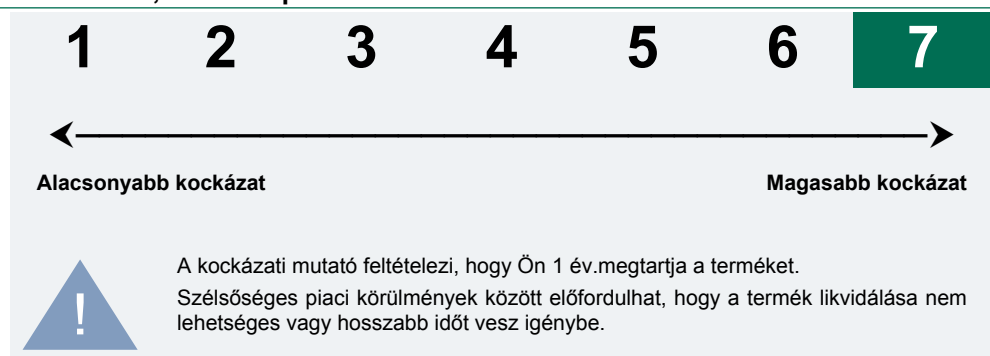 1 2 3 4 5 6 7
Alacsonyabb kockázat Magasabb kockázat
A kockázati mutató feltételezi, hogy Ön 1 év.megtartja a terméket.
Szélsőséges piaci körülmények között előfordulhat, hogy a termék likvidálása nem
lehetséges vagy hosszabb időt vesz igénybe.
!